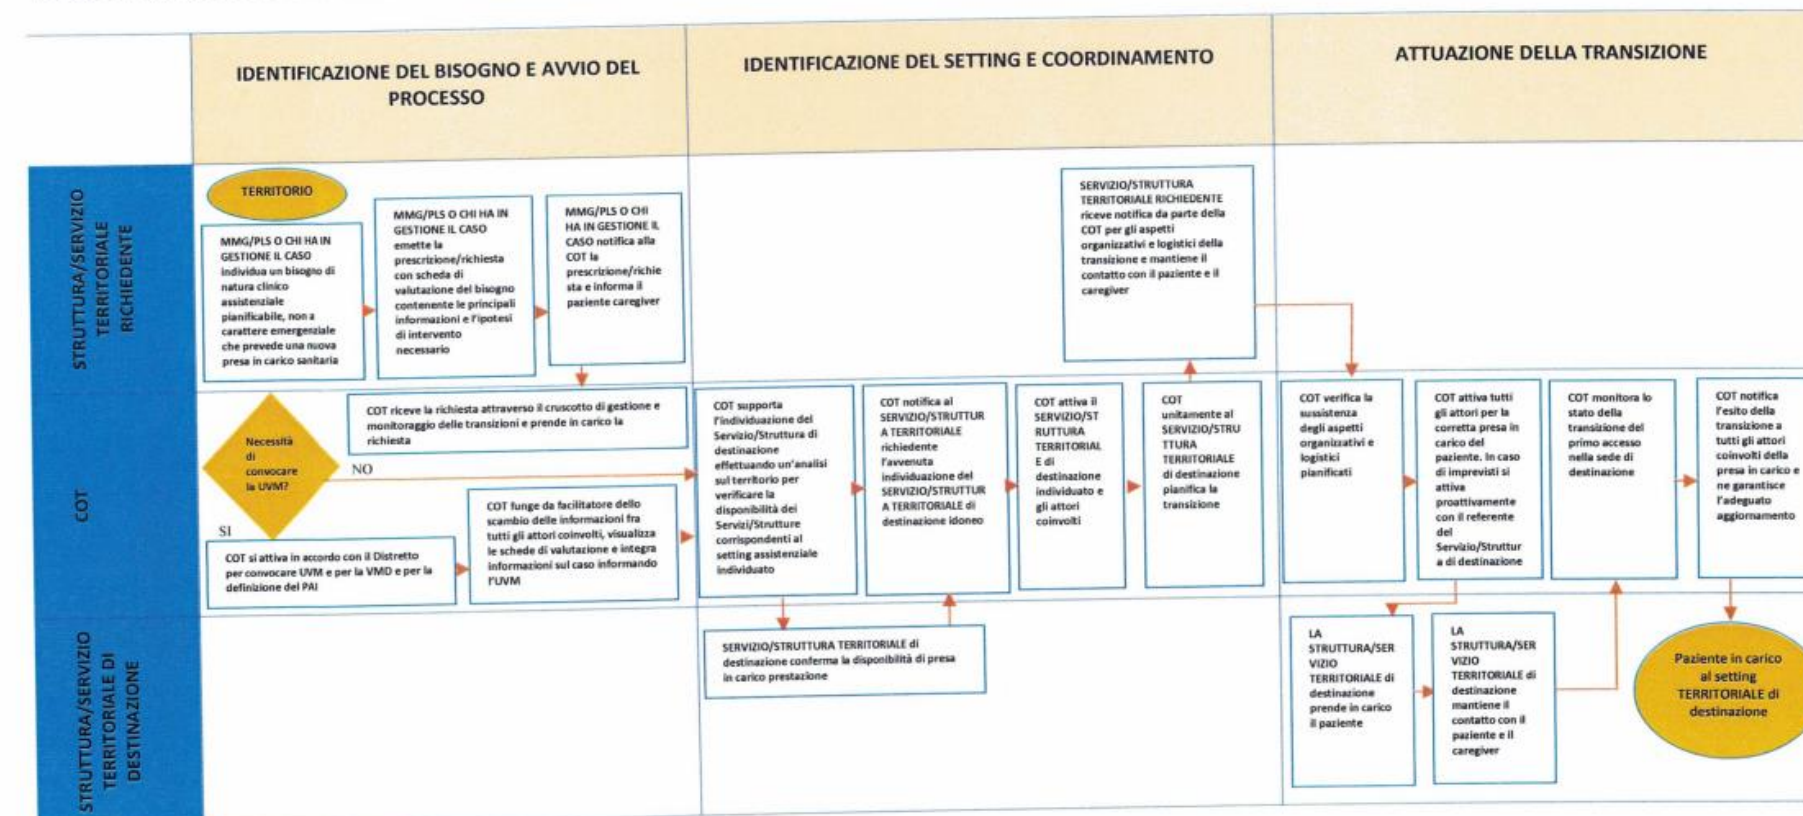 IDENTIFICAZIONE DEL BISOGNO E AVVIO DEL
PROCESSO
IDENTIFICAZIONE DEL SETTING E COORDINAMENTO
ATTUAZIONE DELLA TRANSIZIONE
STRUTTURA/SERVIZIO
TERRITORIALE
RICHIEDENTE
TERRITORIO
MMG/PLS O CHI HA IN
GESTIONE IL CASO
individua un bisogno di
natura clinico
assistenziale
pianificabile, non a
carattere emergenziale
che prevede una nuova
presa in carico sanitaria
MMG/PLS O CHI HA IN
GESTIONE IL CASO
emette la
prescrizione/richiesta
con scheda di
valutazione del bisogno
contenente le principali
informazioni e l'ipotesi
di intervento
necessario
MMG/PLS O CHI
HA IN GESTIONE IL
CASO notifica alla
COT la
prescrizione/richie
sta e informa il
paziente caregiver
SERVIZIO/STRUTTURA
TERRITORIALE RICHIEDENTE
riceve notifica da parte della
COT per gli aspetti
organizzativi e logistici della
transizione e mantiene il
contatto con il paziente e il
caregiver
COT
COT riceve la richiesta attraverso il cruscotto di gestione e
monitoraggio delle transizioni e prende in carico la
richiesta
Necessità
di
convocare
la UVM?
NO
SI
COT si attiva in accordo con il Distretto
per convocare UVM e per la VMD e per la
definizione del PAI
COT funge da facilitatore dello
scambio delle informazioni fra
tutti gli attori coinvolti, visualizza
le schede di valutazione e integra
informazioni sul caso informando
l'UVM
COT supporta
l'individuazione del
Servizio/Struttura di
destinazione
effettuando un'analisi
sul territorio per
verificare la
disponibilità dei
Servizi/Strutture
corrispondenti al
setting assistenziale
individuato
COT notifica al
SERVIZIO/STRUTTUR
A TERRITORIALE
richiedente
l'avvenuta
individuazione del
SERVIZIO/STRUTTUR
A TERRITORIALE di
destinazione idoneo
COT attiva il
SERVIZIO/ST
RUTTURA
TERRITORIAL
E di
destinazione
individuato e
gli attori
coinvolti
COT
unitamente al
SERVIZIO/STRU
TTURA
TERRITORIALE
di destinazione
pianifica la
transizione
COT verifica la
sussistenza
degli aspetti
organizzativi e
logistici
pianificati
COT attiva tutti
gli attori per la
corretta presa in
carico del
paziente. In caso
di imprevisti si
attiva
proattivamente
con il referente
del
Servizio/Struttur
a di destinazione
COT monitora lo
stato della
transizione del
primo accesso
nella sede di
destinazione
COT notifica
l'esito della
transizione a
tutti gli attori
coinvolti della
presa in carico e
ne garantisce
l'adeguato
aggiornamento
STRUTTURA/SERVIZIO
TERRITORIALE DI
DESTINAZIONE
SERVIZIO/STRUTTURA TERRITORIALE di
destinazione conferma la disponibilità di presa
in carico prestazione
LA
STRUTTURA/SER
VIZIO
TERRITORIALE di
destinazione
prende in carico
il paziente
LA
STRUTTURA/SER
VIZIO
TERRITORIALE di
destinazione
mantiene il
contatto con il
paziente e il
caregiver
Paziente in carico
al setting
TERRITORIALE di
destinazione